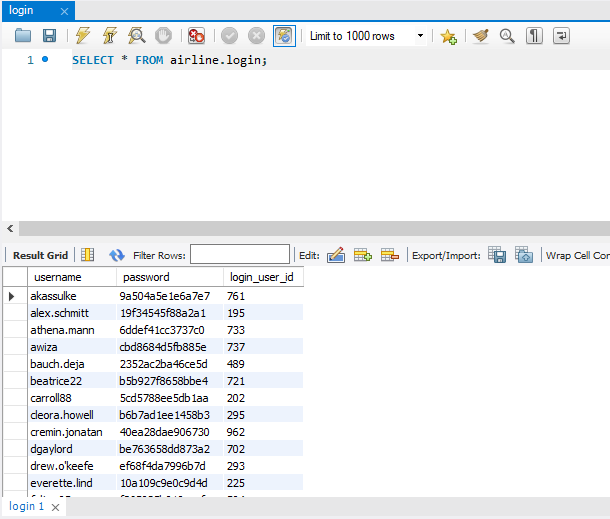 login
Limit to 1000 rows
1 SELECT * FROM airline.login;
Result Grid Filter Rows: Edit: Export/Import: Wrap Cell Con
username password login_user_id
akassulke 9a504a5e1e6a7e7 761
alex.schmitt 19f34545f88a2a1 195
athena.mann 6ddef41cc3737c0 733
awiza cbd8684d5fb885e 737
bauch.deja 2352ac2ba46ce5d 489
beatrice22 b5b927f8658bbe4 721
carroll88 5cd5788ee5db1aa 202
cleora.howell b6b7ad1ee1458b3 295
cremin.jonatan 40ea28dae906730 962
dgaylord be763658dd873a2 702
drew.o'keefe ef68f4da7996b7d 293
everette.lind 10a109c9e0c9d4d 225
login 1